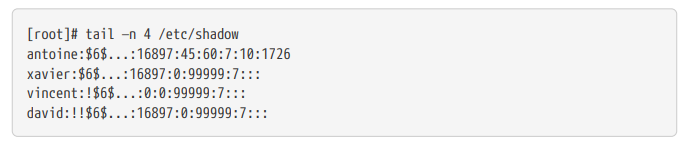 [root]# tail –n 4 /etc/shadow
antoine:$6$...:16897:45:60:7:10:1726
xavier:$6$...:16897:0:99999:7:::
vincent:!$6$...:0:0:99999:7:::
david:!!$6$...:16897:0:99999:7:::